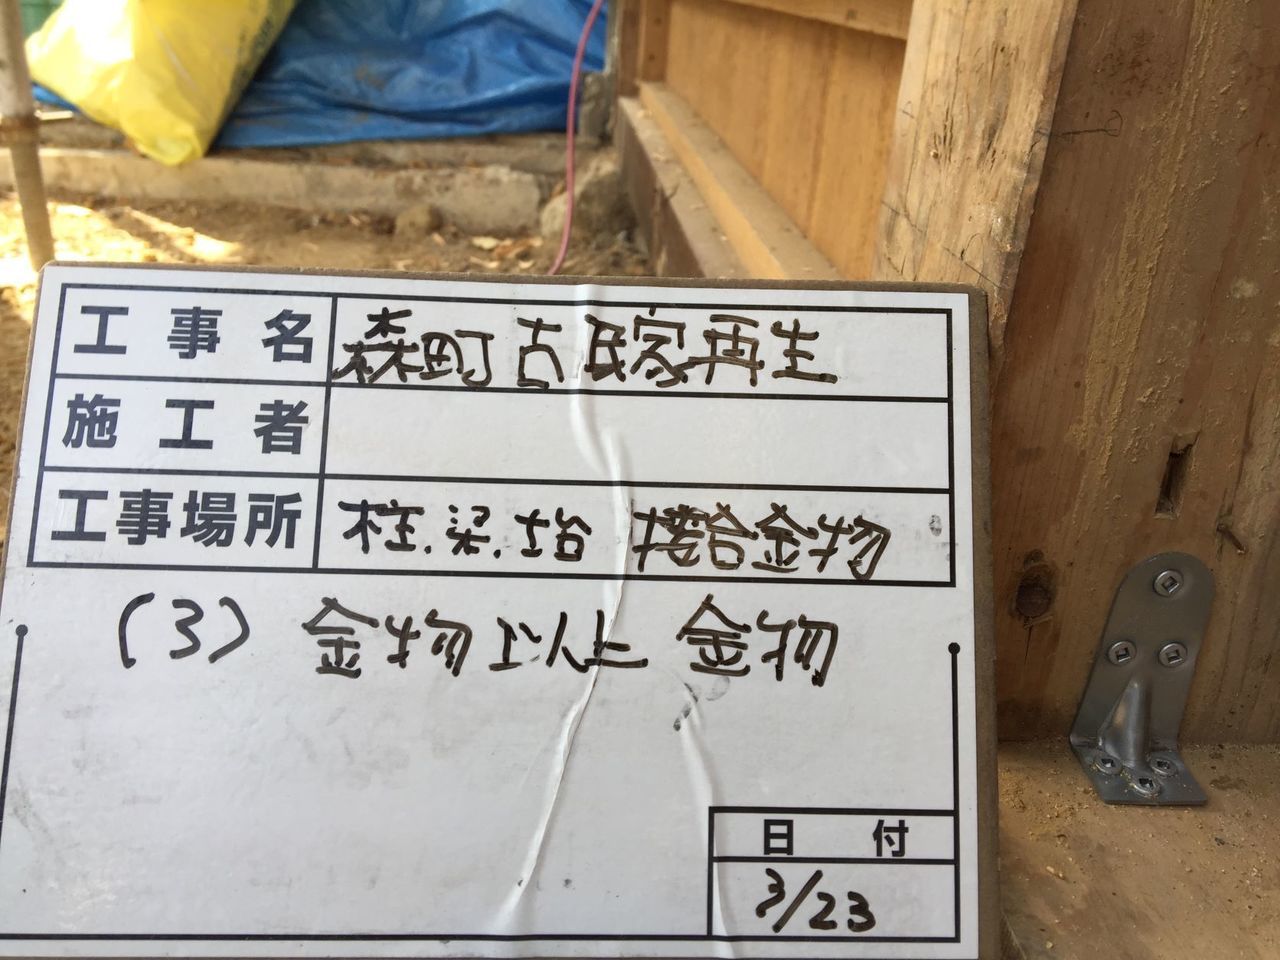 工事名 森町古民家再生
施工者
工事場所 柱.梁.土台 接合金物
(3) 金物以上 金物
日付
3/23